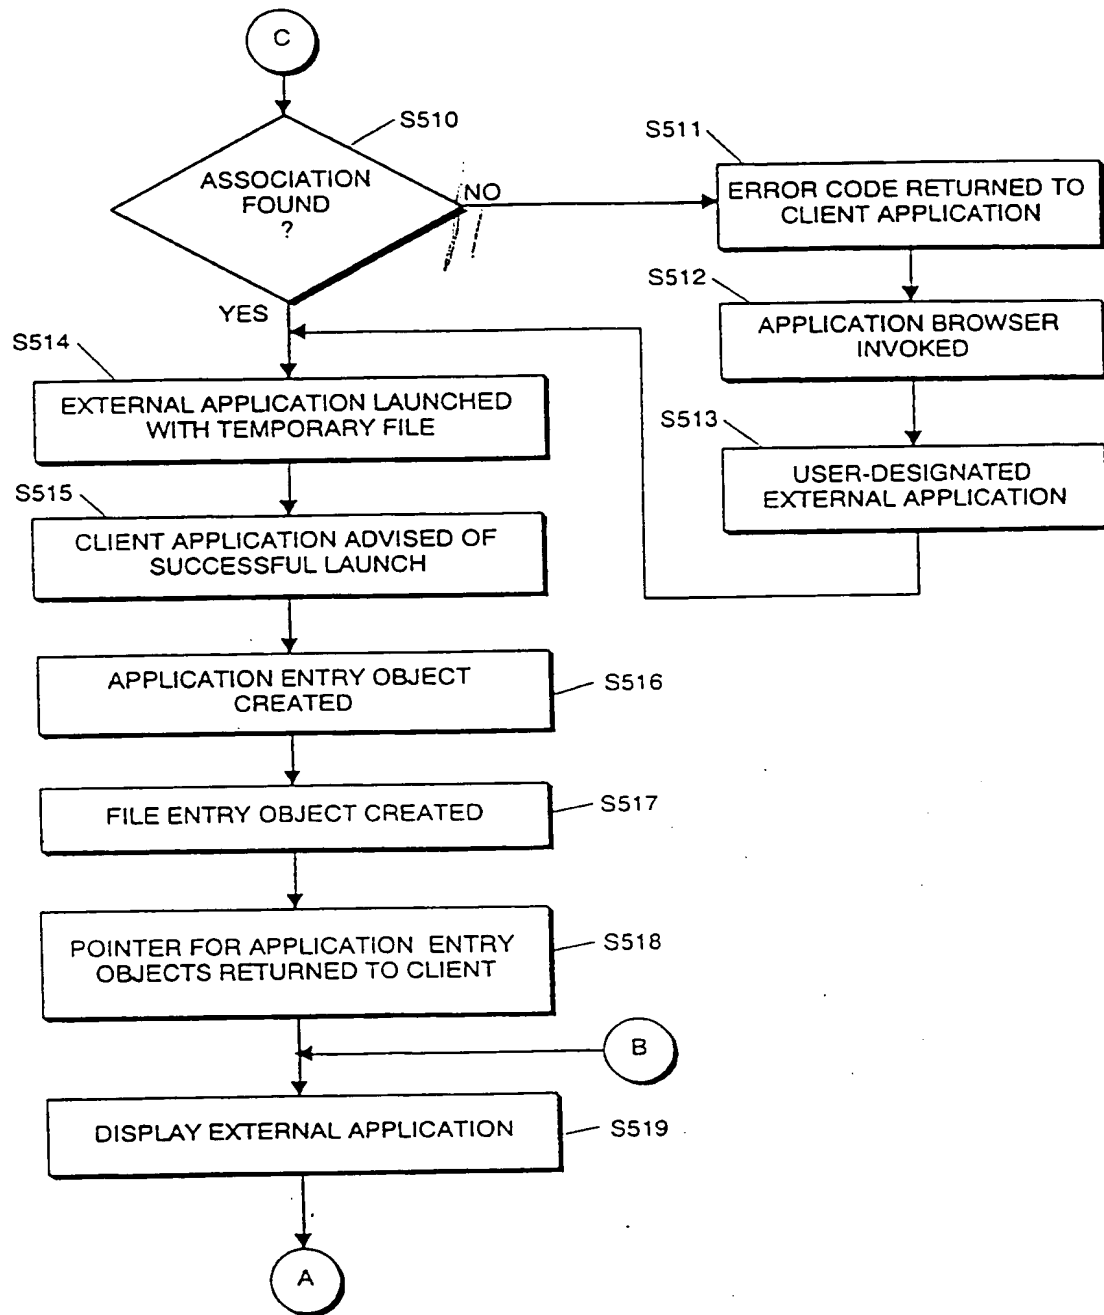 C
S510
ASSOCIATION
FOUND
?
NO
YES
S511
ERROR CODE RETURNED TO
CLIENT APPLICATION
S512
APPLICATION BROWSER
INVOKED
S513
USER-DESIGNATED
EXTERNAL APPLICATION
S514
EXTERNAL APPLICATION LAUNCHED
WITH TEMPORARY FILE
S515
CLIENT APPLICATION ADVISED OF
SUCCESSFUL LAUNCH
APPLICATION ENTRY OBJECT
CREATED
S516
FILE ENTRY OBJECT CREATED
S517
POINTER FOR APPLICATION ENTRY
OBJECTS RETURNED TO CLIENT
S518
B
DISPLAY EXTERNAL APPLICATION
S519
A